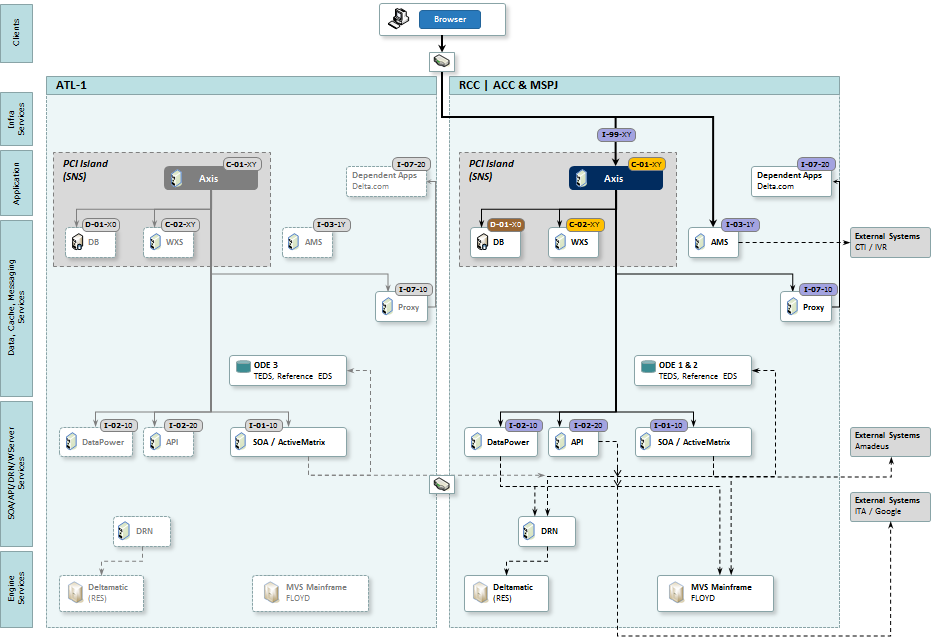 Clients
Browser
ATL-1
RCC | ACC & MSPJ
Infra
Services
I-99-XY
Application
PCI Island
(SNS)
C-01-XY
Axis
I-07-20
Dependent Apps
Delta.com
PCI Island
(SNS)
C-01-XY
Axis
I-07-20
Dependent Apps
Delta.com
Data, Cache, Messaging
Services
D-01-X0
DB
C-02-XY
WXS
I-03-1Y
AMS
D-01-X0
DB
C-02-XY
WXS
I-03-1Y
AMS
External Systems
CTI / IVR
I-07-10
Proxy
I-07-10
Proxy
ODE 3
TEDS, Reference EDS
ODE 1 & 2
TEDS, Reference EDS
SOA/API/DRN/WServer
Services
I-02-10
DataPower
I-02-20
API
I-01-10
SOA / ActiveMatrix
I-02-10
DataPower
I-02-20
API
I-01-10
SOA / ActiveMatrix
External Systems
Amadeus
External Systems
ITA / Google
DRN
DRN
Engine
Services
Deltamatic
(RES)
MVS Mainframe
FLOYD
Deltamatic
(RES)
MVS Mainframe
FLOYD